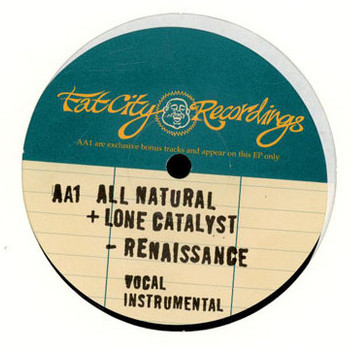 Fat City Recordings
-AA1 are exclusive bonus tracks and appear on this EP only
AA1 ALL NATURAL
+ LONE CATALYST
- RENAISSANCE
VOCAL
INSTRUMENTAL